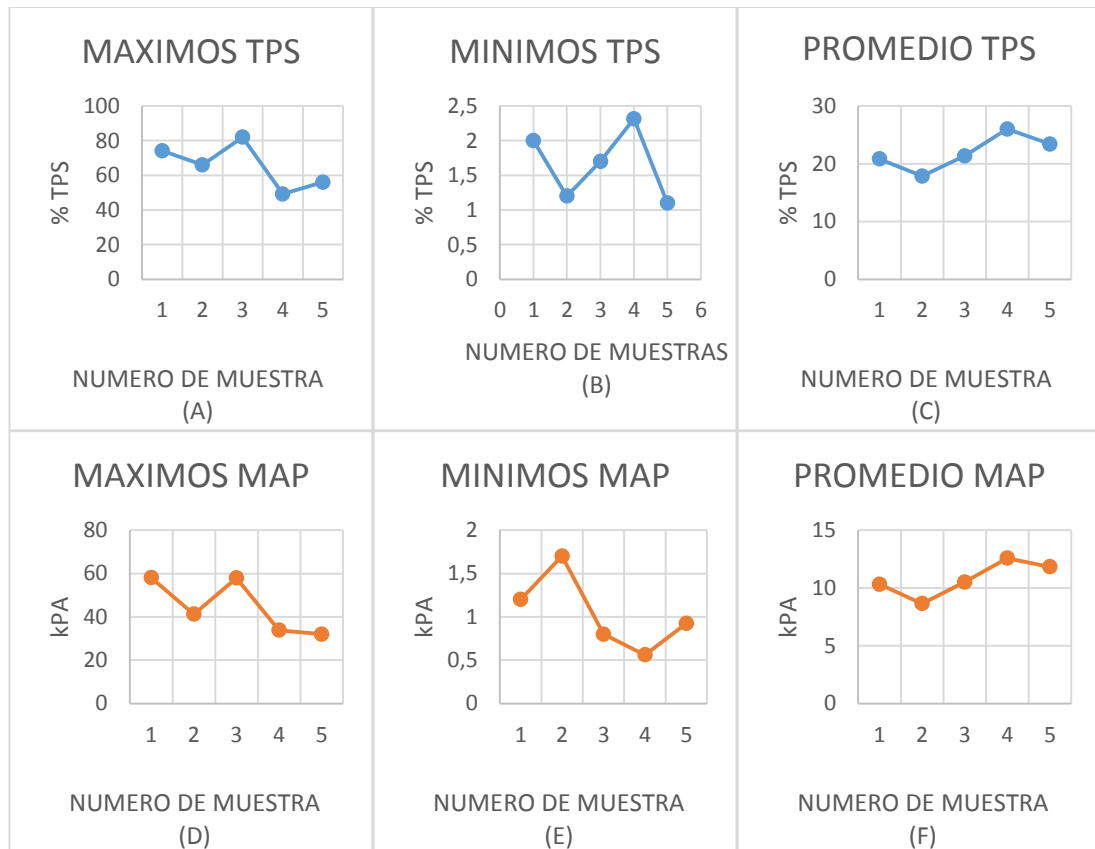 MAXIMOS TPS
100
80
60
40
20
0
% TPS
1 2 3 4 5
NUMERO DE MUESTRA
(A)
MINIMOS TPS
2,5
2
1,5
1
0,5
0
% TPS
0 1 2 3 4 5 6
NUMERO DE MUESTRAS
(B)
PROMEDIO TPS
30
20
10
0
% TPS
1 2 3 4 5
NUMERO DE MUESTRA
(C)
MAXIMOS MAP
80
60
40
20
0
kPA
1 2 3 4 5
NUMERO DE MUESTRA
(D)
MINIMOS MAP
2
1,5
1
0,5
0
kPA
1 2 3 4 5
NUMERO DE MUESTRA
(E)
PROMEDIO MAP
15
10
5
0
kPA
1 2 3 4 5
NUMERO DE MUESTRA
(F)